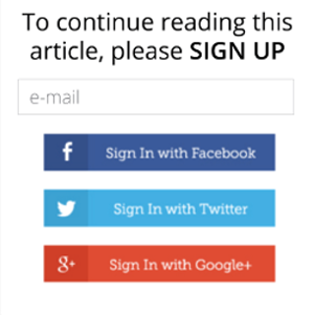 To continue reading this
article, please SIGN UP
e-mail
f Sign In with Facebook
Sign In with Twitter
g+ Sign In with Google+